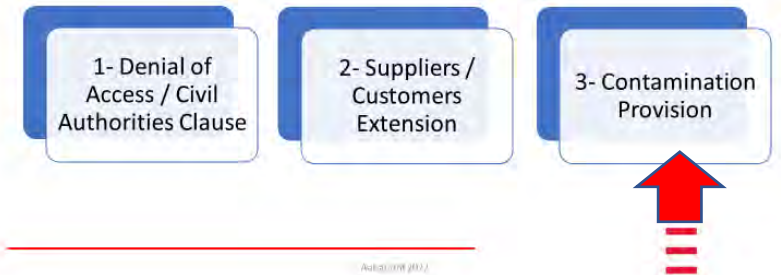 1- Denial of
Access / Civil
Authorities Clause
2- Suppliers /
Customers
Extension
3- Contamination
Provision